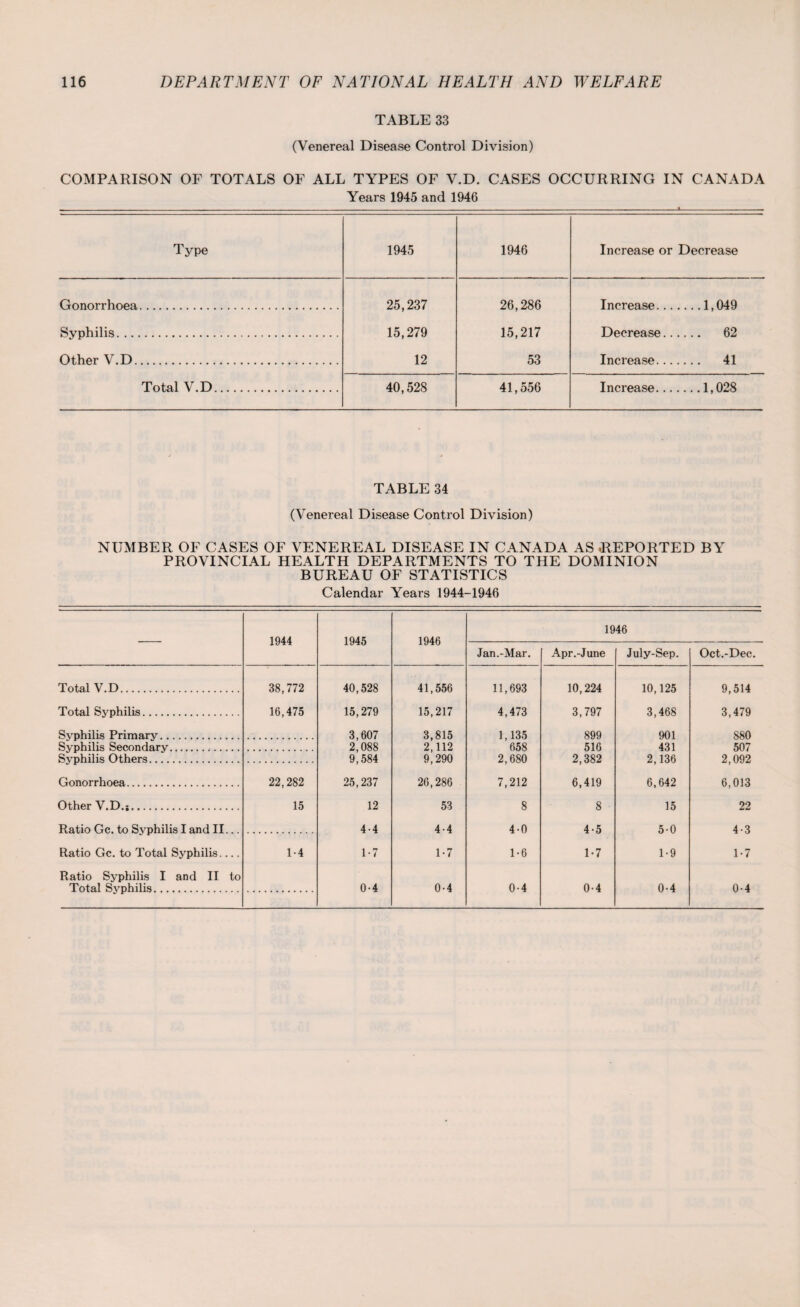 116 DEPARTMENT OF NATIONAL HEALTH AND WELFARE
TABLE 33
(Venereal Disease Control Division)
COMPARISON OF TOTALS OF ALL TYPES OF V.D. CASES OCCURRING IN CANADA
Years 1945 and 1946
Type 1945 1946 Increase or Decrease
Gonorrhoea 25,237 26,286 Increase.......1,049
Syphilis 15,279 15,217 Decrease...... 62
Other V.D. 12 53 Increase....... 41
Total V.D. 40,528 41,556 Increase.......1,028
TABLE 34
(Venereal Disease Control Division)
NUMBER OF CASES OF VENEREAL DISEASE IN CANADA AS REPORTED BY
PROVINCIAL HEALTH DEPARTMENTS TO THE DOMINION
BUREAU OF STATISTICS
Calendar Years 1944-1946
— 1944 1945 1946 1946
Jan.-Mar. Apr.-June July-Sep. Oct.-Dec.
Total V.D. 38,772 40,528 41,556 11,693 10,224 10,125 9,514
Total Syphilis 16,475 15,279 15,217 4,473 3,797 3,468 3,479
Syphilis Primary 3,607 3,815 1,135 899 901 880
Syphilis Secondary 2,088 2,112 658 516 431 507
Syphilis Others 9,584 9,290 2,680 2,382 2,136 2,092
Gonorrhoea 22,282 25,237 26,286 7,212 6,419 6,642 6,013
Other V.D.: 15 12 53 8 8 15 22
Ratio Gc. to Syphilis I and II... 4·4 4·4 4·0 4·5 5·0 4·3
Ratio Gc. to Total Syphilis.... 1·4 1·7 1·7 1·6 1·7 1·9 1·7
Ratio Syphilis I and II to
Total Syphilis 0·4 0·4 0·4 0·4 0·4 0·4